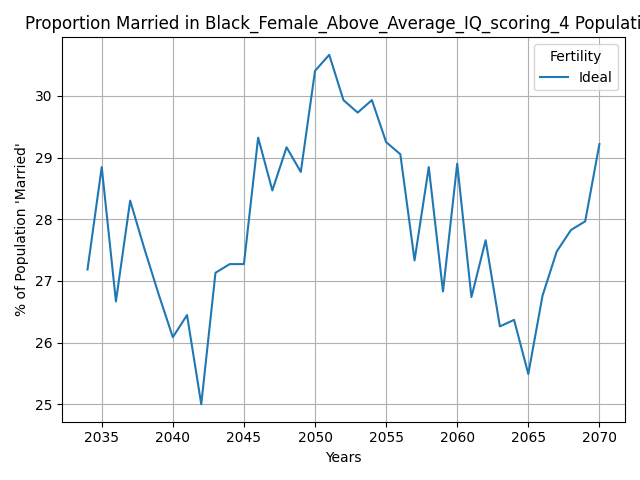 Proportion Married in Black_Female_Above_Average_IQ_scoring_4 Populati
Fertility
Ideal
% of Population 'Married'
30
29
28
27
26
25
2035 2040 2045 2050 2055 2060 2065 2070
Years